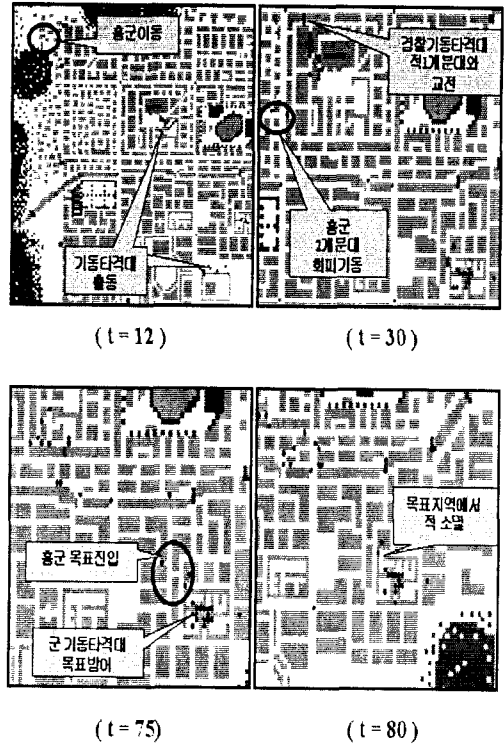 홍군이동
기동타격대
출동
( t = 12 )
경찰기동타격대
적1개분대와
교전
홍군
2개분대
회피기동
( t = 30 )
홍군 목표진입
군 기동타격대
목표방어
( t = 75)
목표지역에서
적 소멸
( t = 80 )